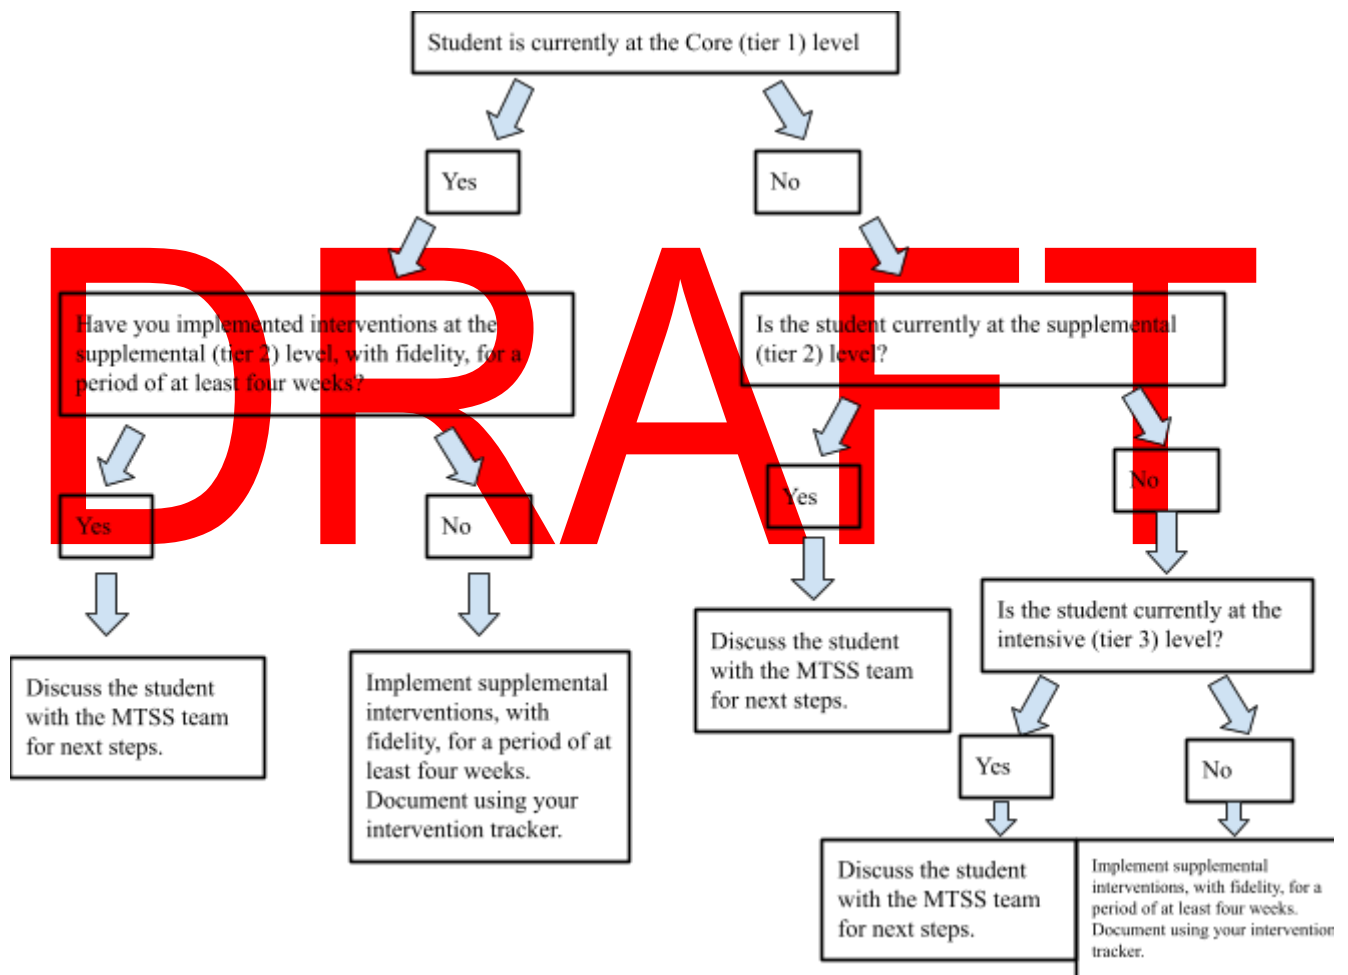 Student is currently at the Core (tier 1) level
Yes
No
DRAFT
Have you implemented interventions at the
supplemental (tier 2) level, with fidelity, for a
period of at least four weeks?
Is the student currently at the supplemental
(tier 2) level?
Yes
No
Yes
No
Discuss the student
with the MTSS team
for next steps.
Implement supplemental
interventions, with
fidelity, for a period of at
least four weeks.
Document using your
intervention tracker.
Discuss the student
with the MTSS team
for next steps.
Is the student currently at the
intensive (tier 3) level?
Yes
No
Discuss the student
with the MTSS team
for next steps.
Implement supplemental
interventions, with fidelity, for a
period of at least four weeks.
Document using your intervention
tracker.